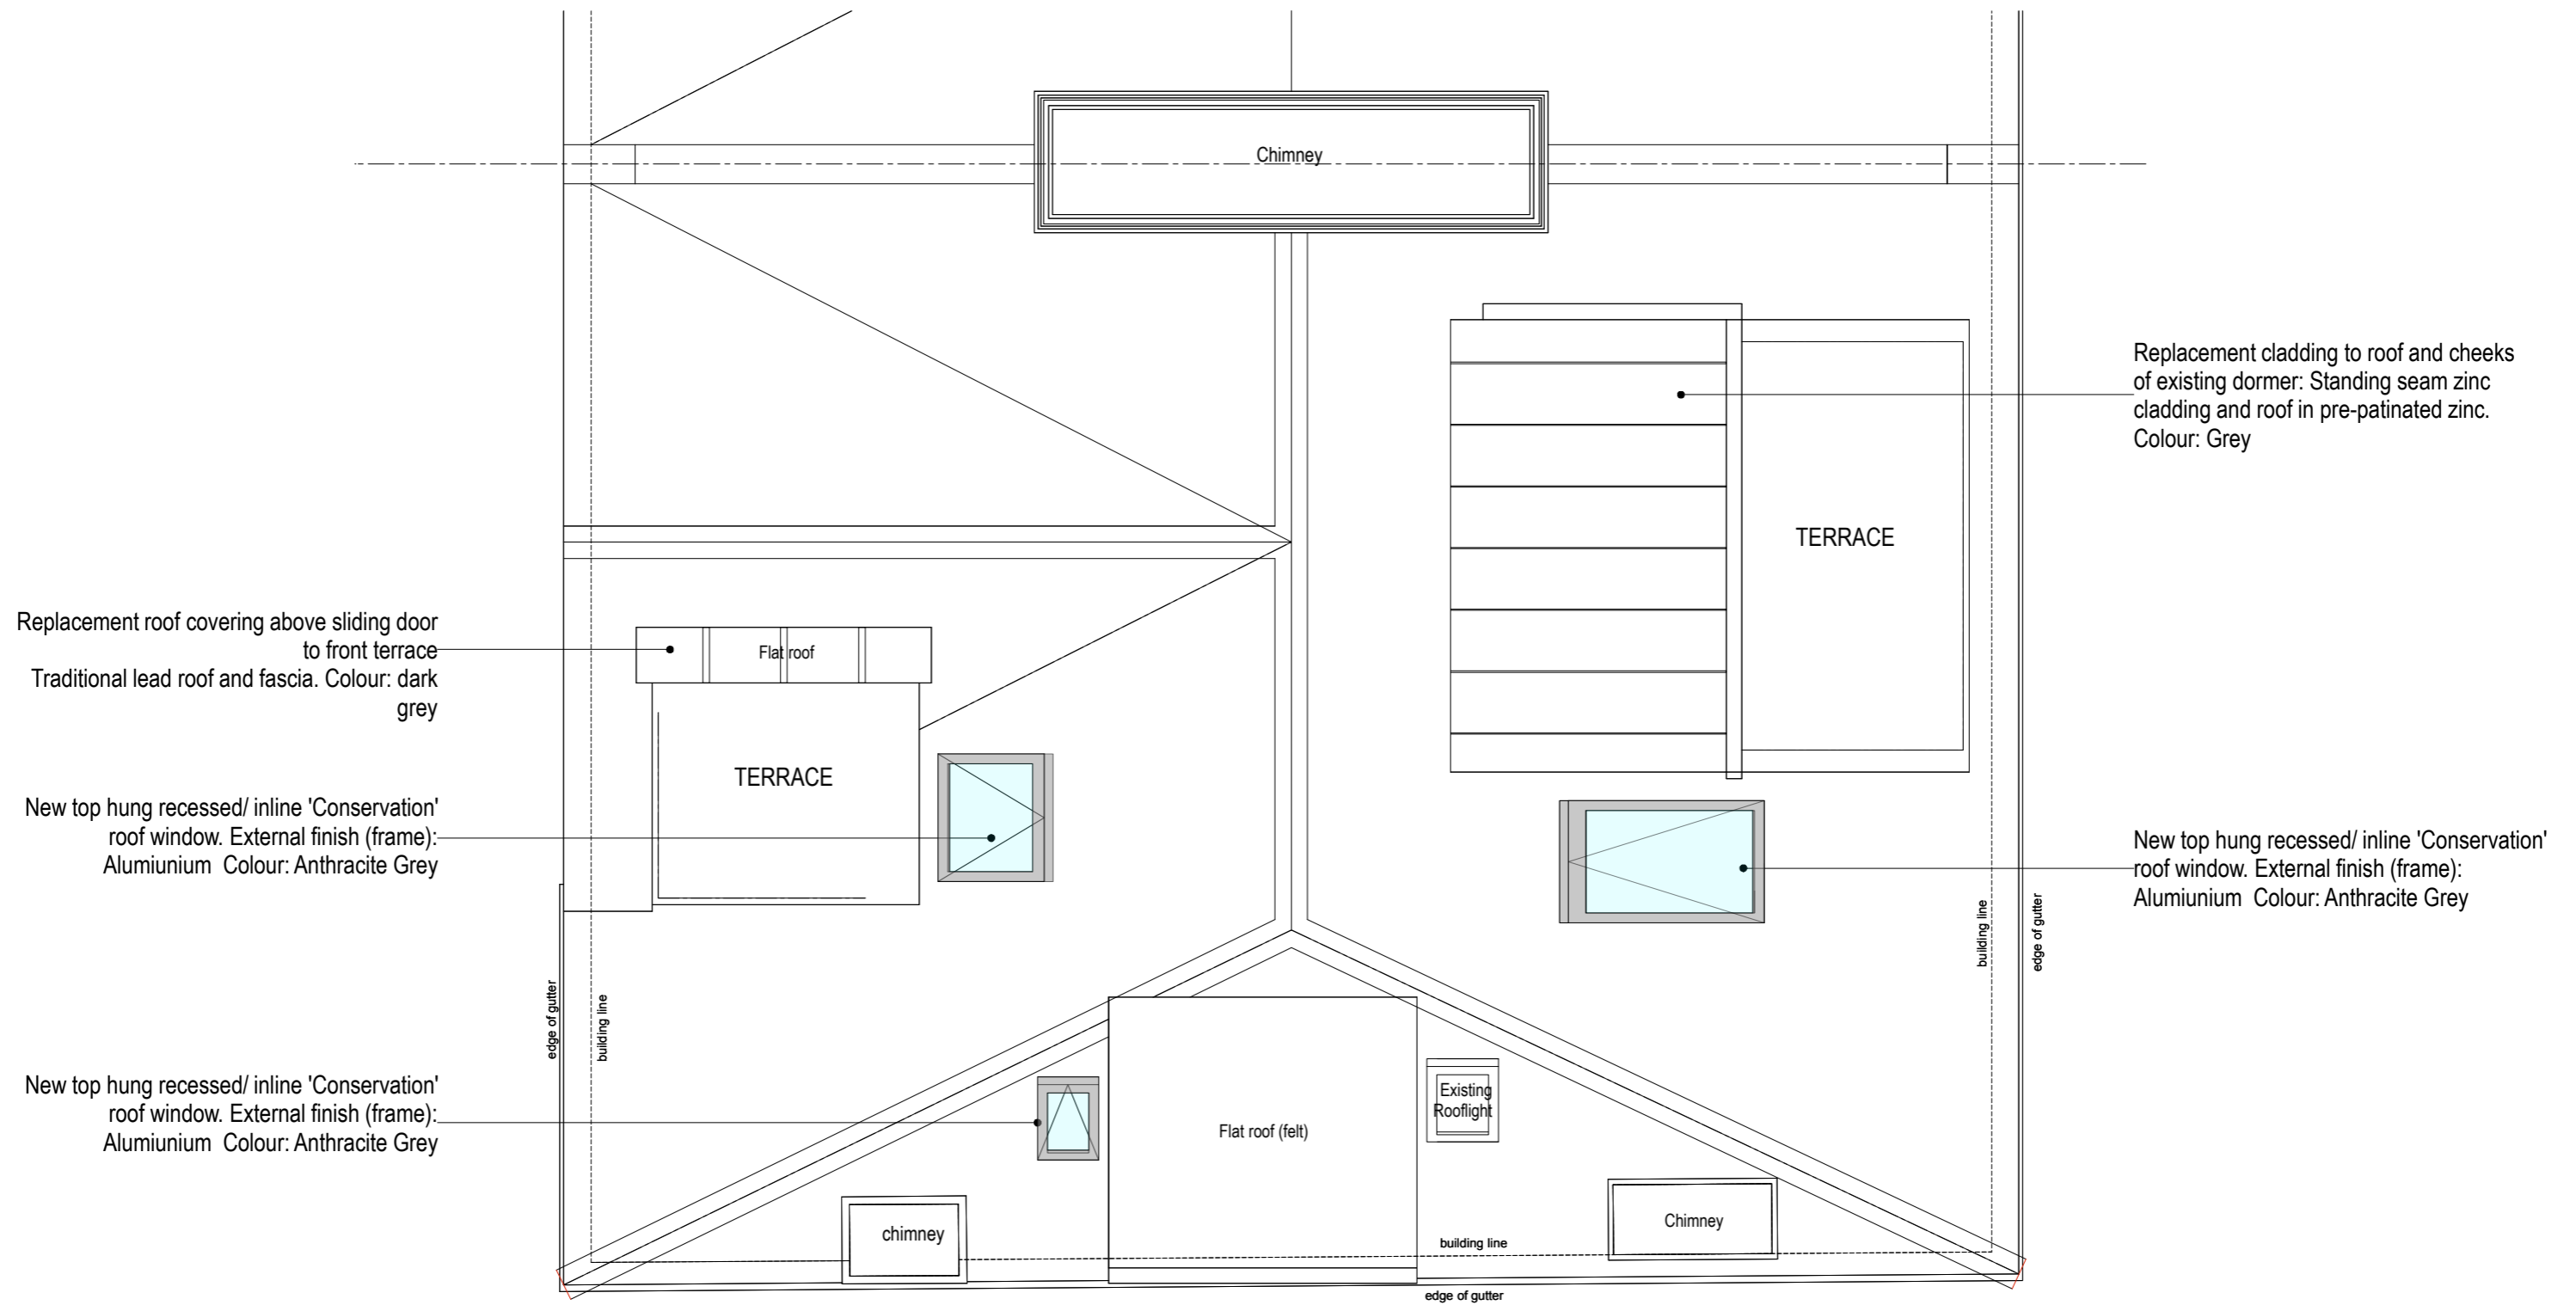 Chimney
Replacement cladding to roof and cheeks
of existing dormer: Standing seam zinc
cladding and roof in pre-patinated zinc.
Colour: Grey
TERRACE
Replacement roof covering above sliding door
to front terrace
Traditional lead roof and fascia. Colour: dark
grey
Flat roof
TERRACE
New top hung recessed/ inline 'Conservation'
roof window. External finish (frame):
Alumiunium Colour: Anthracite Grey
New top hung recessed/ inline 'Conservation'
roof window. External finish (frame):
Alumiunium Colour: Anthracite Grey
building line
edge of gutter
edge of gutter
building line
New top hung recessed/ inline 'Conservation'
roof window. External finish (frame):
Alumiunium Colour: Anthracite Grey
Existing
Rooflight
Flat roof (felt)
chimney
Chimney
building line
edge of gutter